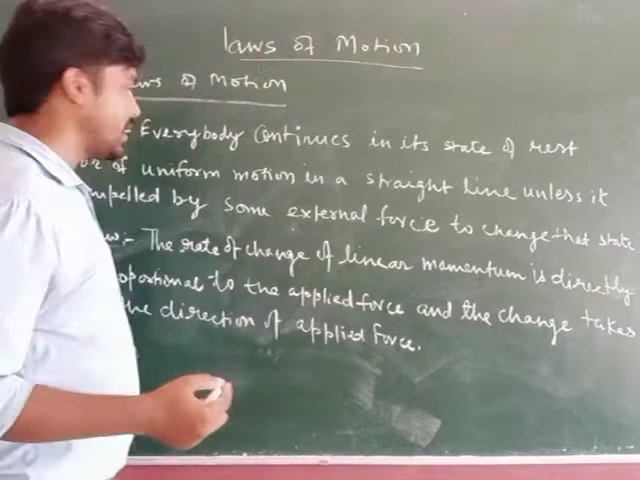 Laws of Motion
Laws of Motion
:- Everybody Continues in its state of rest
or of uniform motion in a straight line unless it
mpelled by some external force to change that state
w:- The rate of change of linear momentum is directly
oportional to the applied force and the change takes
the direction of applied force.